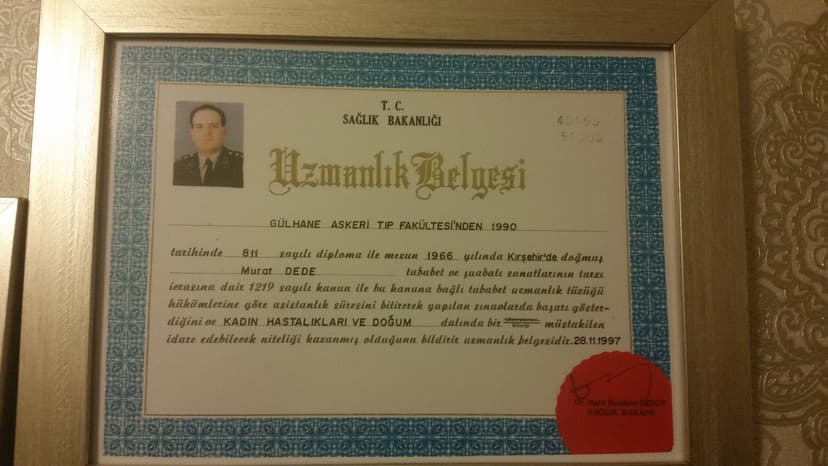 T. C.
SAĞLIK BAKANLIĞI
Uzmanlık Belgesi
GÜLHANE ASKERİ TIP FAKÜLTESİ'NDEN 1990
tarihinde 811 sayılı diploma ile mezun 1966 yılında Kırşehir'de doğmuş
Murat DEDE tababet ve şuabatı sanatlarının tarzı
icrasına dair 1219 sayılı kanun ile bu kanuna bağlı tababet uzmanlık tüzüğü
hükümlerine göre asistanlık süresini bitirerek yapılan sınavlarda başarı göster-
diğini ve KADIN HASTALIKLARI VE DOĞUM dalında bir müstakilen
idare edebilecek niteliği kazanmış olduğunu bildirir uzmanlık belgesidir. 28.11.1997
SAĞLIK BAKANI